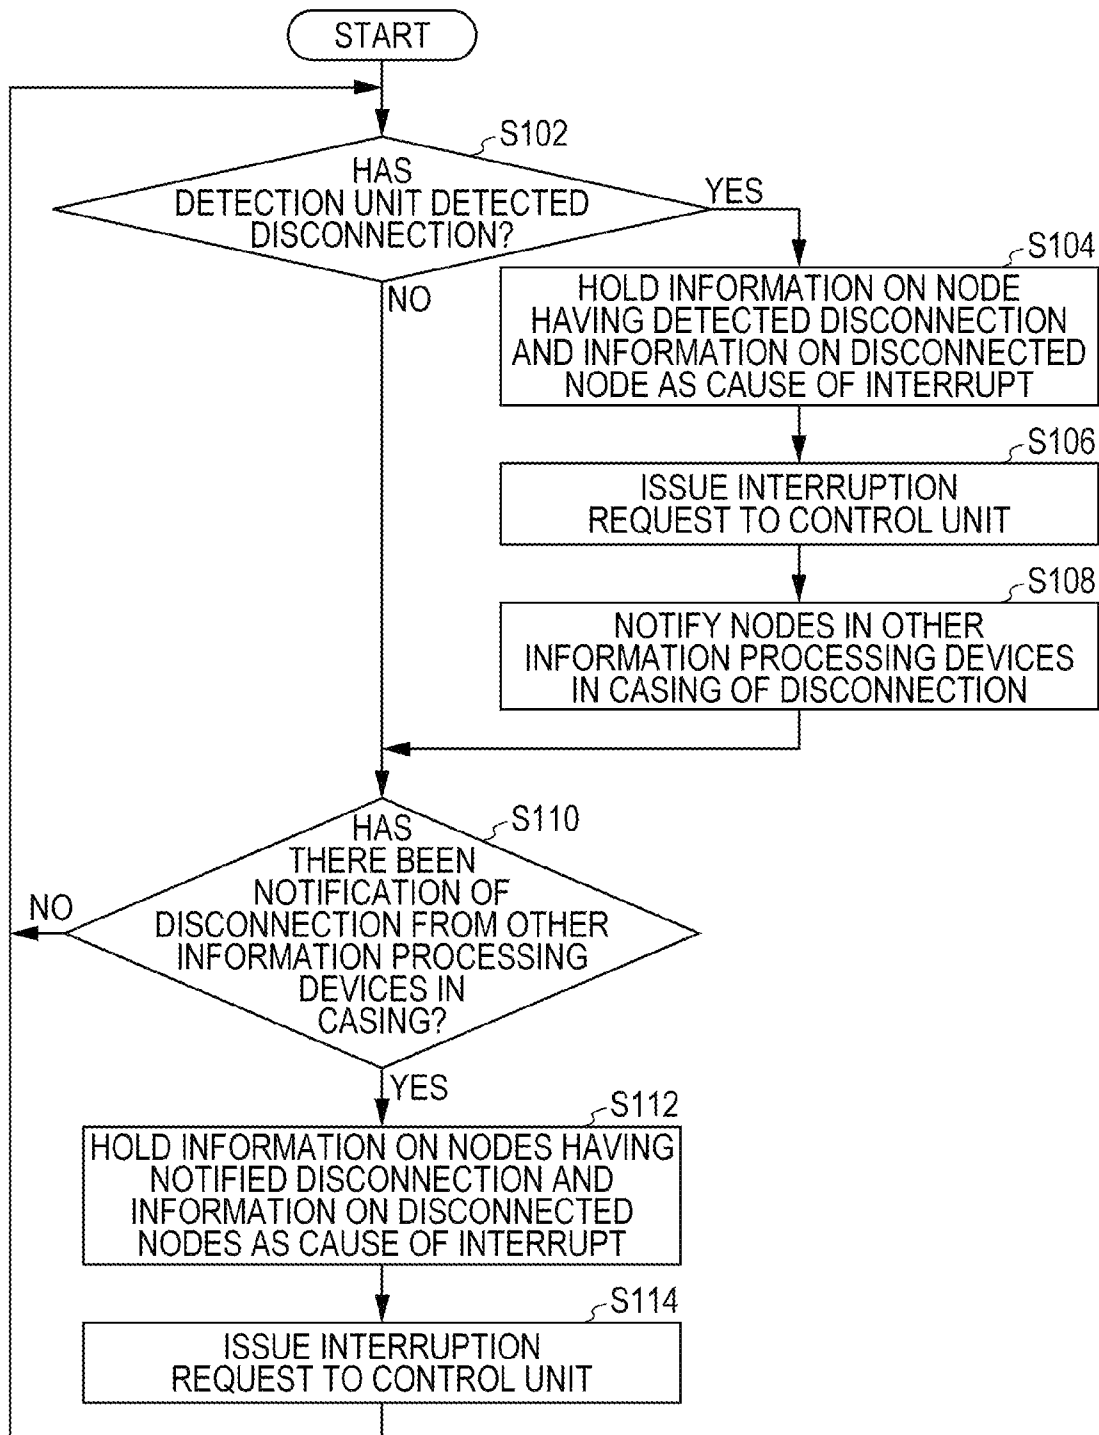 START
S102
HAS
DETECTION UNIT DETECTED
DISCONNECTION?
YES
NO
S104
HOLD INFORMATION ON NODE
HAVING DETECTED DISCONNECTION
AND INFORMATION ON DISCONNECTED
NODE AS CAUSE OF INTERRUPT
S106
ISSUE INTERRUPTION
REQUEST TO CONTROL UNIT
S108
NOTIFY NODES IN OTHER
INFORMATION PROCESSING DEVICES
IN CASING OF DISCONNECTION
S110
HAS
THERE BEEN
NOTIFICATION OF
DISCONNECTION FROM OTHER
INFORMATION PROCESSING
DEVICES IN
CASING?
NO
YES
S112
HOLD INFORMATION ON NODES HAVING
NOTIFIED DISCONNECTION AND
INFORMATION ON DISCONNECTED
NODES AS CAUSE OF INTERRUPT
S114
ISSUE INTERRUPTION
REQUEST TO CONTROL UNIT